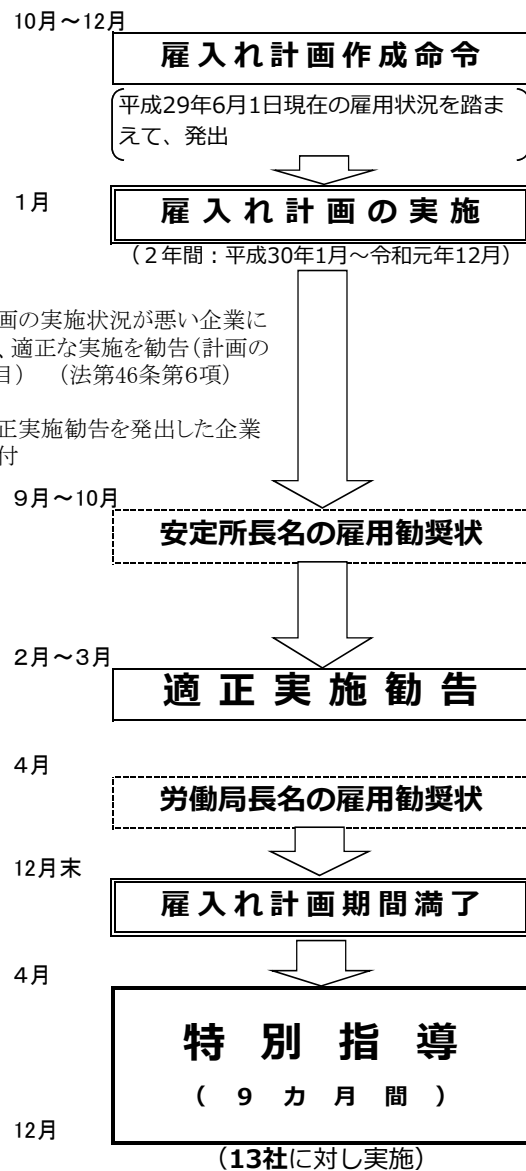 10月～12月
雇入れ計画作成命令
平成29年6月1日現在の雇用状況を踏ま
えて、発出
1月
雇入れ計画の実施
（２年間：平成30年1月～令和元年12月）
画の実施状況が悪い企業に
、適正な実施を勧告（計画の
目）　（法第46条第6項）
正実施勧告を発出した企業
付
9月～10月
安定所長名の雇用勧奨状
2月～3月
適正実施勧告
4月
労働局長名の雇用勧奨状
12月末
雇入れ計画期間満了
4月
特別指導
（９カ月間）
12月
（13社に対し実施）